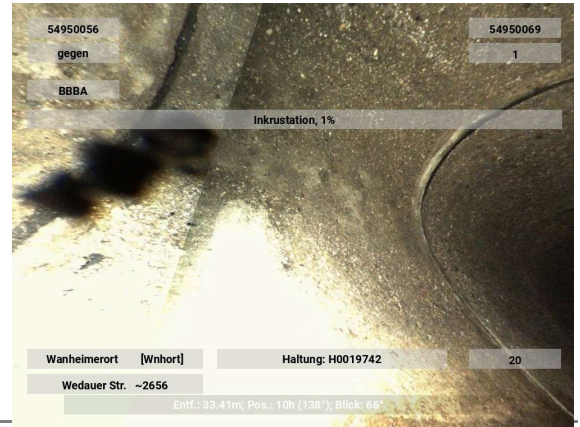 54950056
54950069
gegen
1
BBBA
Inkrustation, 1%
Wanheimerort [Wnhort]
Haltung: H0019742
20
Wedauer Str. ~2656
Entf.: 33.41m; Pos.: 10h (138°); Blick: 66°